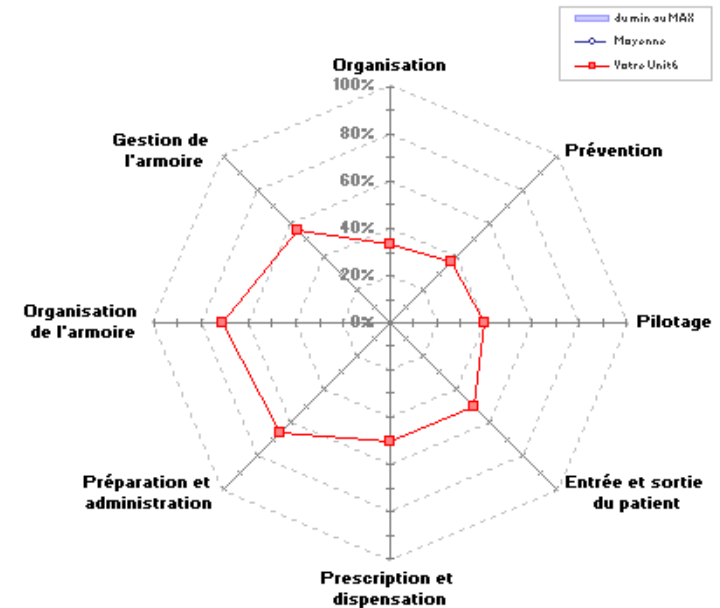 du min au MAX
Moyenne
Votre Unité
Organisation
100%
80%
60%
40%
20%
0%
Prévention
Pilotage
Entrée et sortie
du patient
Prescription et
dispensation
Préparation et
administration
Organisation
de l'armoire
Gestion de
l'armoire